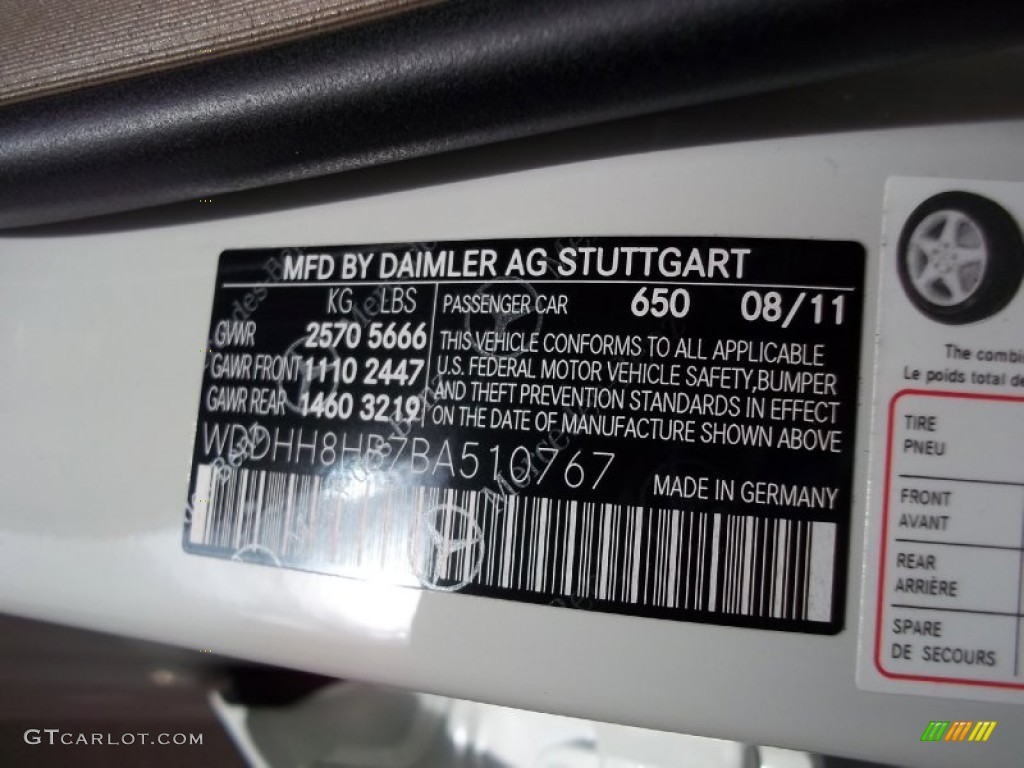 MFD BY DAIMLER AG STUTTGART
KG LBS
GVWR 2570 5666
GAWR FRONT 1110 2447
GAWR REAR 1460 3219
PASSENGER CAR 650 08/11
THIS VEHICLE CONFORMS TO ALL APPLICABLE
U.S. FEDERAL MOTOR VEHICLE SAFETY,BUMPER
AND THEFT PREVENTION STANDARDS IN EFFECT
ON THE DATE OF MANUFACTURE SHOWN ABOVE
WDDHH8HB7BA510767
MADE IN GERMANY
The combi
Le poids total de
TIRE
PNEU
FRONT
AVANT
REAR
ARRIÈRE
SPARE
DE SECOURS
GTCARLOT.COM